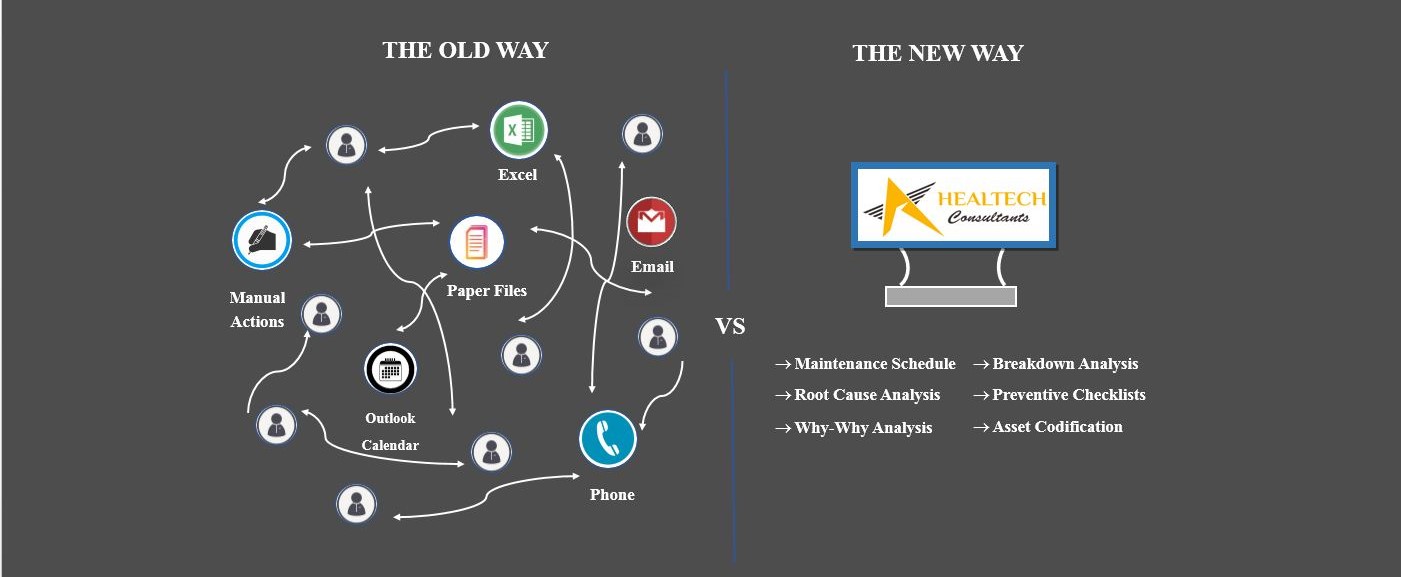 THE OLD WAY
Excel
Email
Paper Files
Manual
Actions
Outlook
Calendar
Phone
VS
THE NEW WAY
HEALTECH
Consultants
→ Maintenance Schedule
→ Root Cause Analysis
→ Why-Why Analysis
→ Breakdown Analysis
→ Preventive Checklists
→ Asset Codification